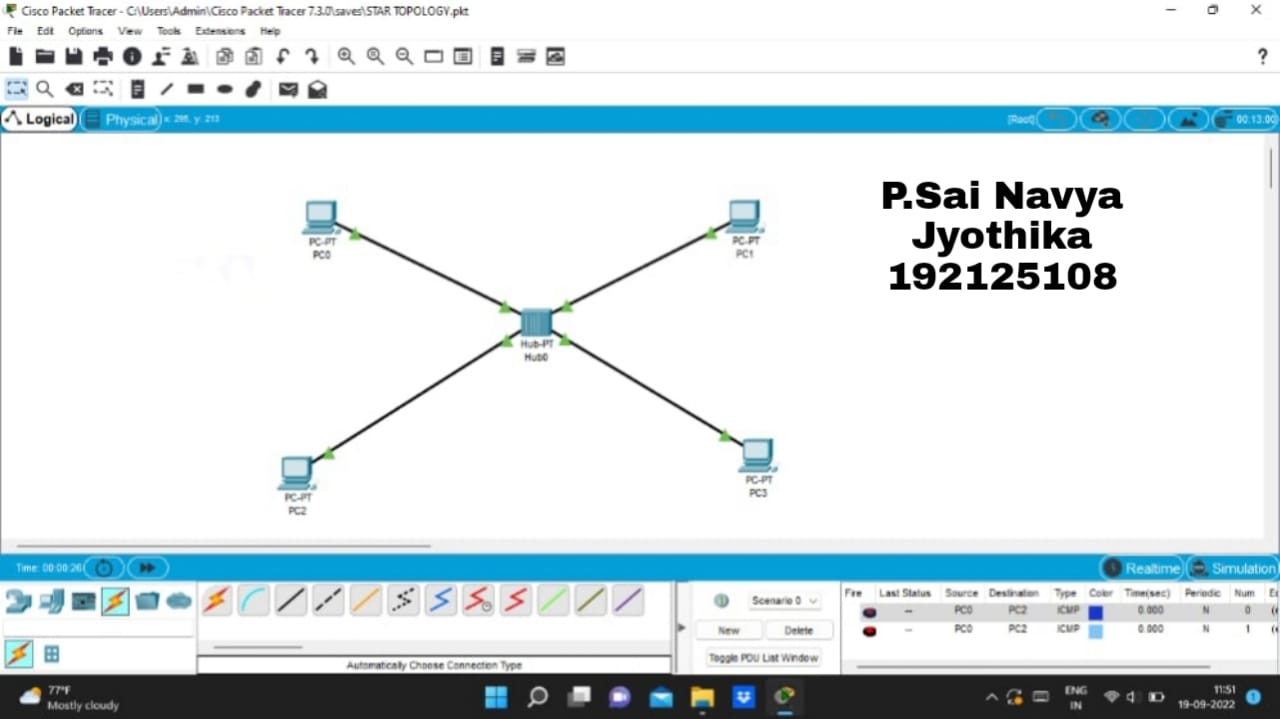 Cisco Packet Tracer - C:\Users\Admin\Cisco Packet Tracer 7.3.0\saves\STAR TOPOLOGY.pkt
File Edit Options View Tools Extensions Help
?
Logical Physical x: 295, y: 213 [Root] 00:13.00
P.Sai Navya
Jyothika
192125108
PC-PT
PC0
PC-PT
PC1
Hub-PT
Hub0
PC-PT
PC2
PC-PT
PC3
Time: 00:00:26 Realtime Simulation
Scenario 0
New Delete
Toggle PDU List Window
Fire Last Status Source Destination Type Color Time(sec) Periodic Num
-- PC0 PC2 ICMP 0.000 N 0
-- PC0 PC2 ICMP 0.000 N 1
Automatically Choose Connection Type
77°F
Mostly cloudy
ENG
IN
11:51
19-09-2022
1